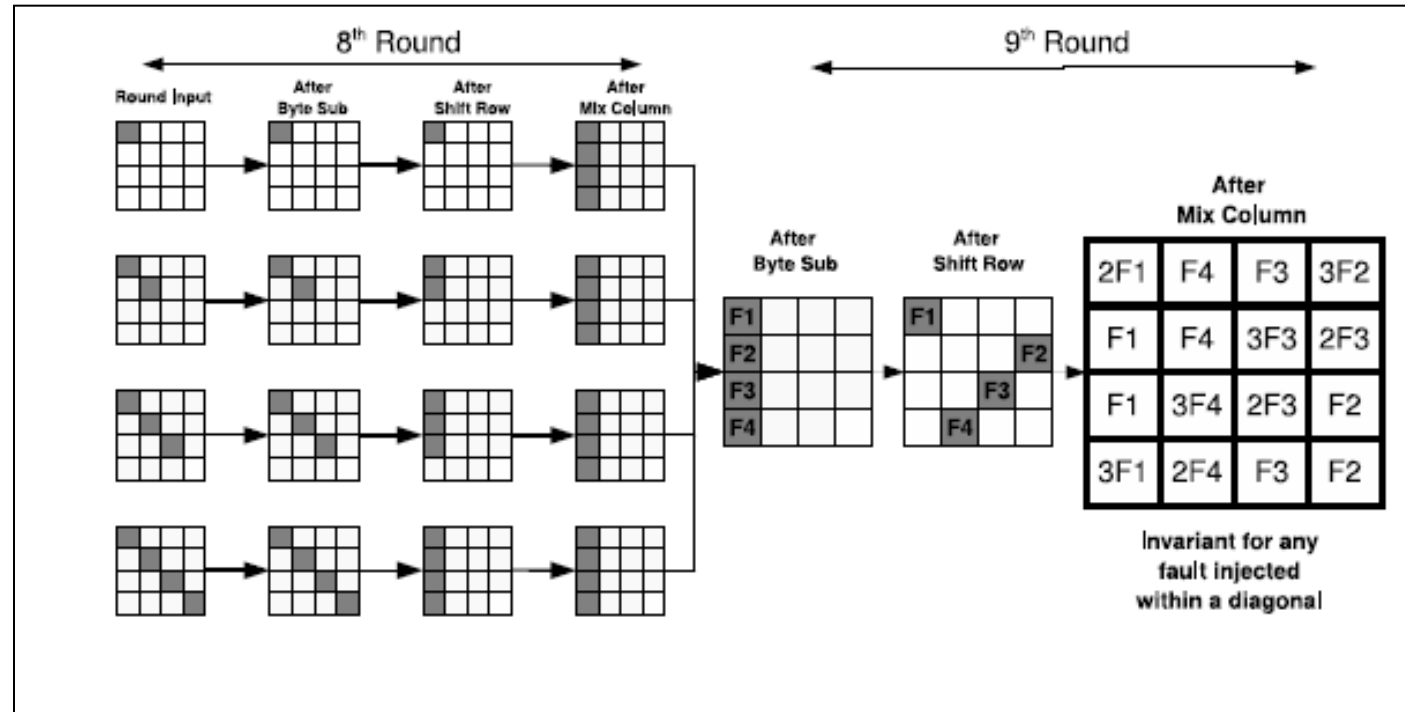 8th Round
9th Round
Round Input
After
Byte Sub
After
Shift Row
After
Mix Column
After
Byte Sub
After
Shift Row
After
Mix Column
F1
F2
F3
F4
F1
F2
F3
F4
2F1 F4 F3 3F2
F1 F4 3F3 2F3
F1 3F4 2F3 F2
3F1 2F4 F3 F2
Invariant for any
fault injected
within a diagonal